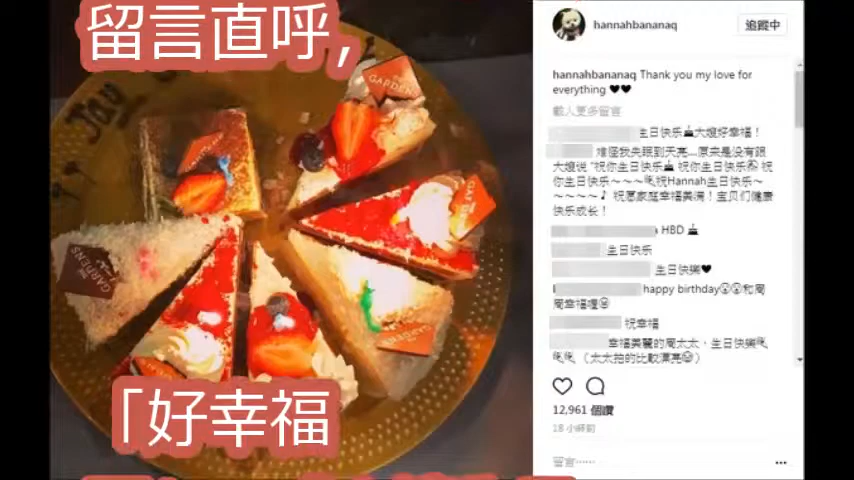 留言直呼,
Jay
GARDEN
GARDENS
「好幸福
hannahbananaq
追蹤中
hannahbananaq Thank you my love for
everything ❤❤
載入更多留言
生日快乐🎂大嫂好幸福！
难怪我失眠到天亮...原来是没有跟
大嫂说 "祝你生日快乐🎂 祝你生日快乐 祝
你生日快乐～～～ 祝Hannah生日快乐～
～～～～♪ 祝愿家庭幸福美满！宝贝们健康
快乐成长！
HBD 🎂
生日快乐
生日快樂❤
happy birthday 和周
周幸福喔
祝幸福
幸福美麗的周太太，生日快樂
（太太拍的比較漂亮）
12,961 個讚
18 小時前
留言……